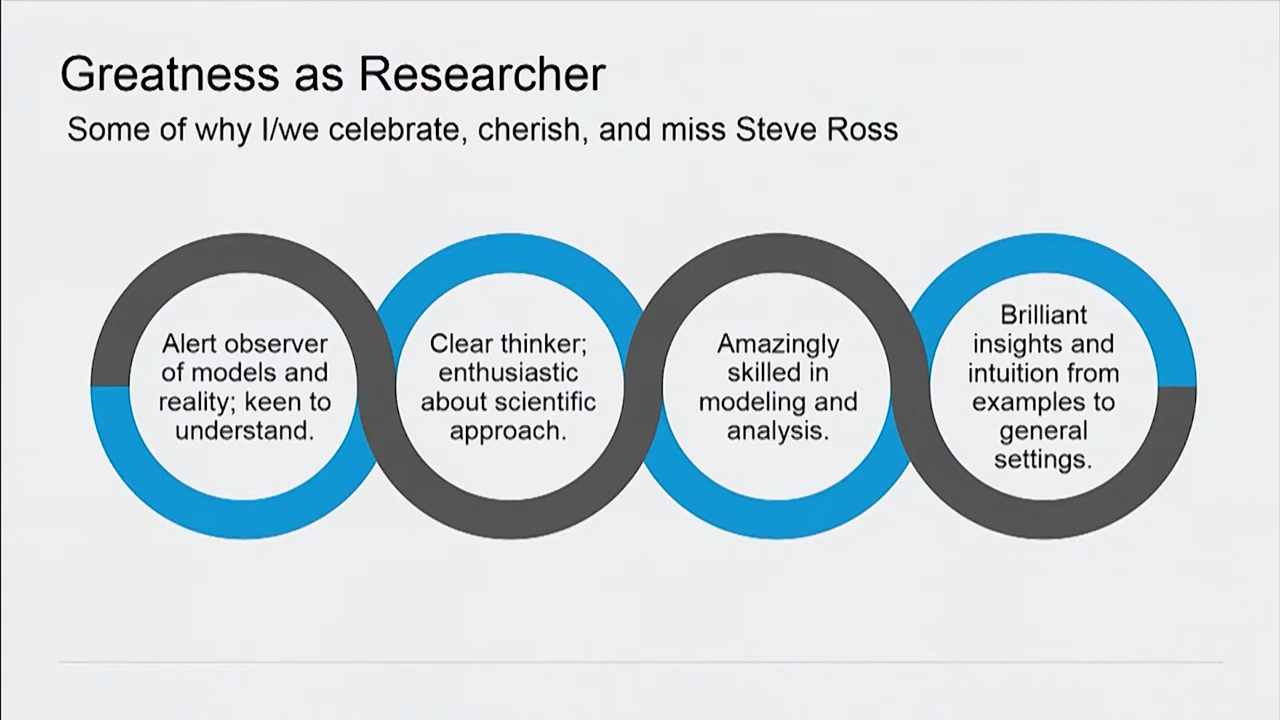 Greatness as Researcher
Some of why I/we celebrate, cherish, and miss Steve Ross
Alert observer
of models and
reality; keen to
understand.
Clear thinker;
enthusiastic
about scientific
approach.
Amazingly
skilled in
modeling and
analysis.
Brilliant
insights and
intuition from
examples to
general
settings.